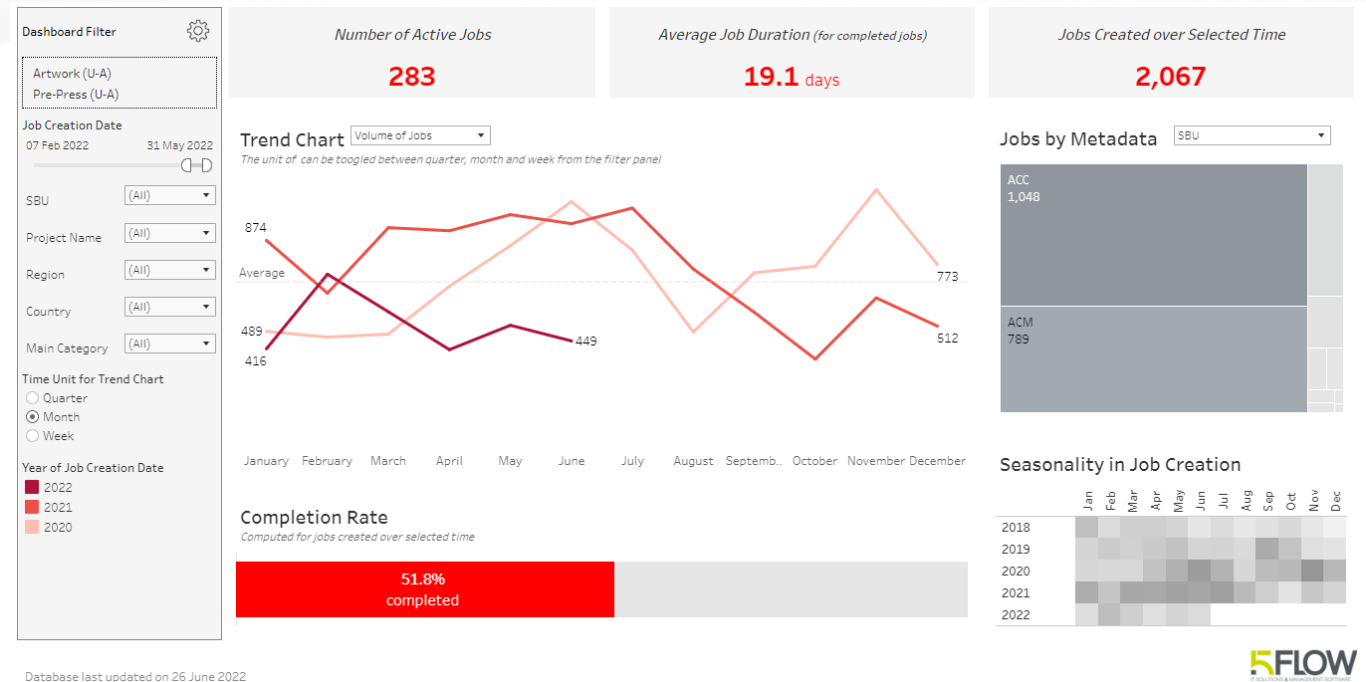 Dashboard Filter
Artwork (U-A)
Pre-Press (U-A)
Job Creation Date
07 Feb 2022 31 May 2022
SBU (All)
Project Name (All)
Region (All)
Country (All)
Main Category (All)
Time Unit for Trend Chart
Quarter
Month
Week
Year of Job Creation Date
2022
2021
2020
Number of Active Jobs
283
Average Job Duration (for completed jobs)
19.1 days
Jobs Created over Selected Time
2,067
Trend Chart Volume of Jobs
The unit of can be toogled between quarter, month and week from the filter panel
874
Average
773
489
449
512
416
January February March April May June July August Septemb.. October November December
Completion Rate
Computed for jobs created over selected time
51.8%
completed
Jobs by Metadata SBU
ACC
1,048
ACM
789
Seasonality in Job Creation
Jan Feb Mar Apr May Jun Jul Aug Sep Oct Nov Dec
2018
2019
2020
2021
2022
5FLOW
IT SOLUTIONS & MANAGEMENT SOFTWARE
Database last updated on 26 June 2022